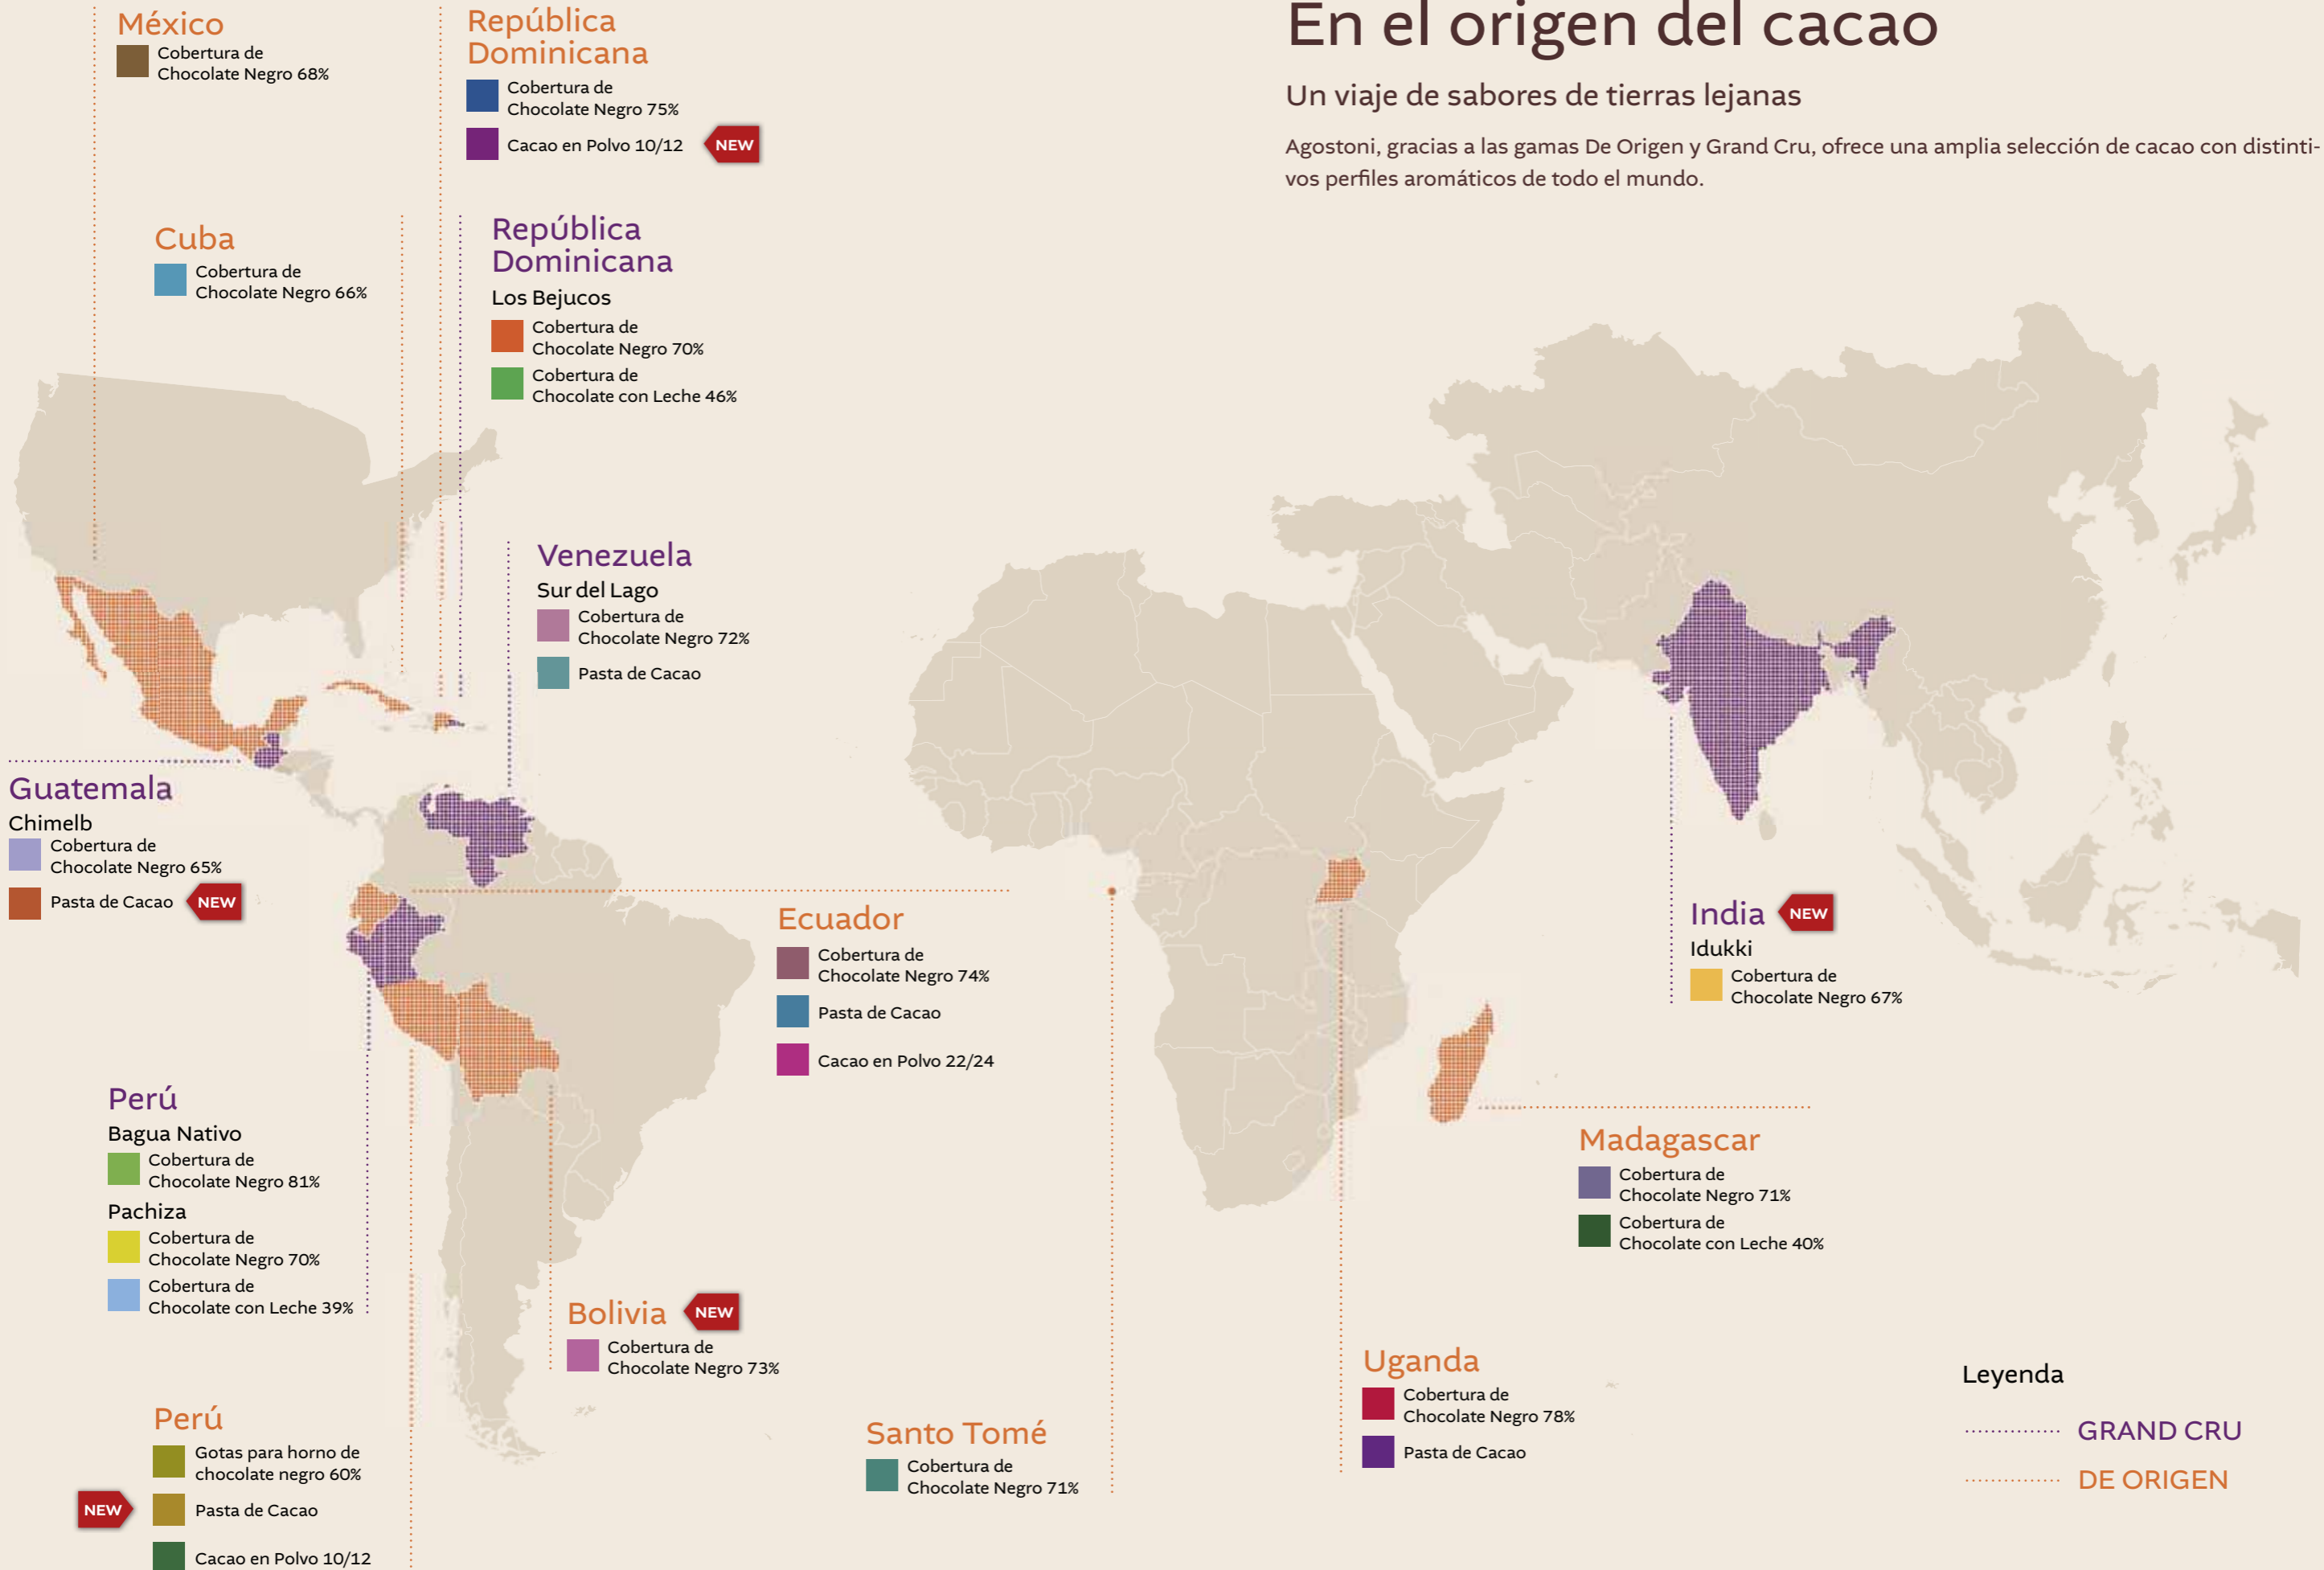 En el origen del cacao
Un viaje de sabores de tierras lejanas
Agostoni, gracias a las gamas De Origen y Grand Cru, ofrece una amplia selección de cacao con distinti-
vos perfiles aromáticos de todo el mundo.
México
Cobertura de
Chocolate Negro 68%
República
Dominicana
Cobertura de
Chocolate Negro 75%
Cacao en Polvo 10/12
NEW
Cuba
Cobertura de
Chocolate Negro 66%
República
Dominicana
Los Bejucos
Cobertura de
Chocolate Negro 70%
Cobertura de
Chocolate con Leche 46%
Venezuela
Sur del Lago
Cobertura de
Chocolate Negro 72%
Pasta de Cacao
Guatemala
Chimelb
Cobertura de
Chocolate Negro 65%
Pasta de Cacao
NEW
Ecuador
Cobertura de
Chocolate Negro 74%
Pasta de Cacao
Cacao en Polvo 22/24
India
NEW
Idukki
Cobertura de
Chocolate Negro 67%
Perú
Bagua Nativo
Cobertura de
Chocolate Negro 81%
Pachiza
Cobertura de
Chocolate Negro 70%
Cobertura de
Chocolate con Leche 39%
Madagascar
Cobertura de
Chocolate Negro 71%
Cobertura de
Chocolate con Leche 40%
Bolivia
NEW
Cobertura de
Chocolate Negro 73%
Perú
Gotas para horno de
chocolate negro 60%
NEW
Pasta de Cacao
Cacao en Polvo 10/12
Santo Tomé
Cobertura de
Chocolate Negro 71%
Uganda
Cobertura de
Chocolate Negro 78%
Pasta de Cacao
Leyenda
GRAND CRU
DE ORIGEN